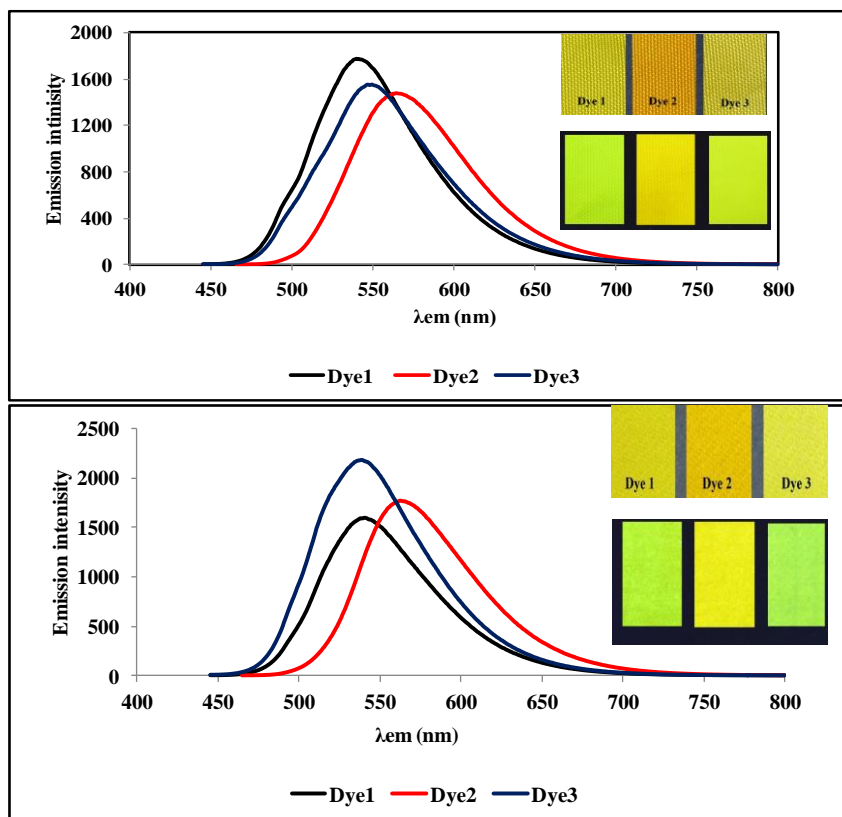 2000
1600
1200
800
400
0
Emission intinisity
400 450 500 550 600 650 700 750 800
λem (nm)
Dye 1 Dye 2 Dye 3
Dye1 Dye2 Dye3
2500
2000
1500
1000
500
0
Emission intenisity
400 450 500 550 600 650 700 750 800
λem (nm)
Dye 1 Dye 2 Dye 3
Dye1 Dye2 Dye3